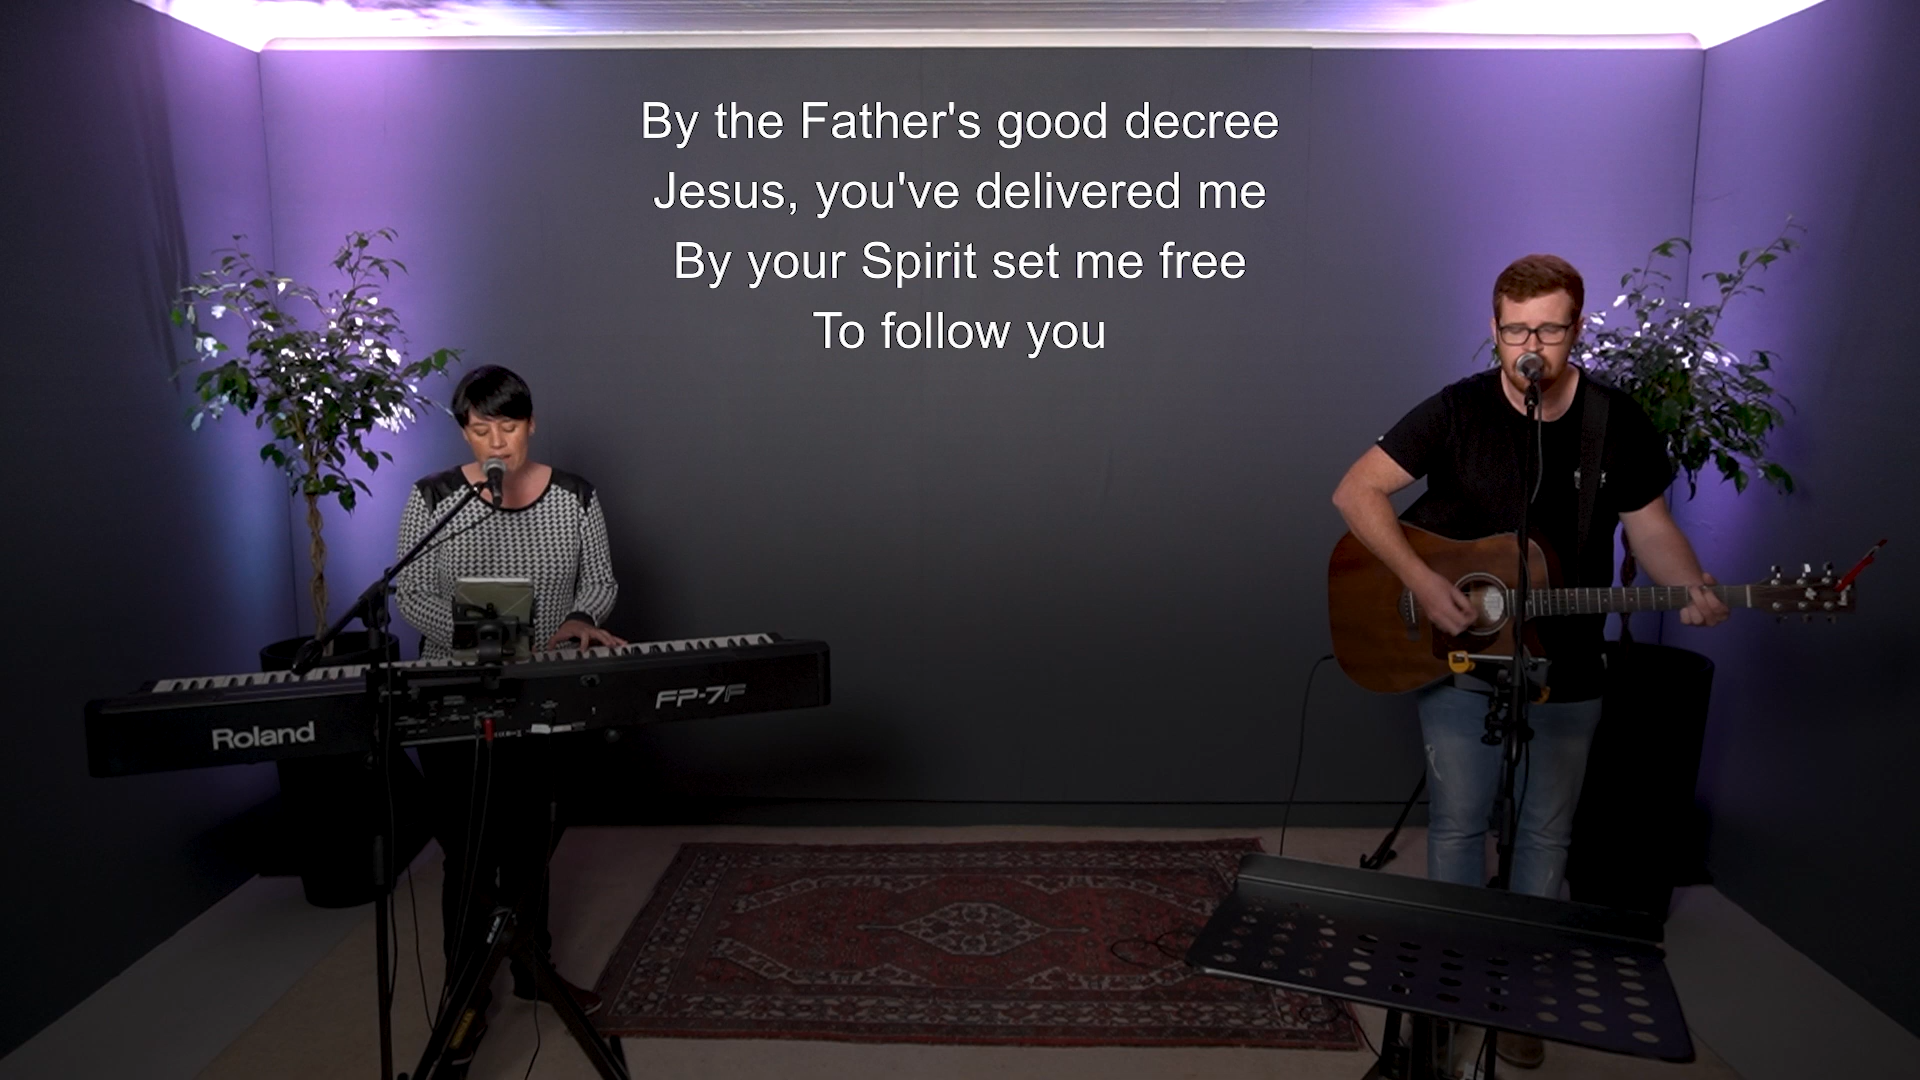 By the Father's good decree
Jesus, you've delivered me
By your Spirit set me free
To follow you
Roland
FP-7F